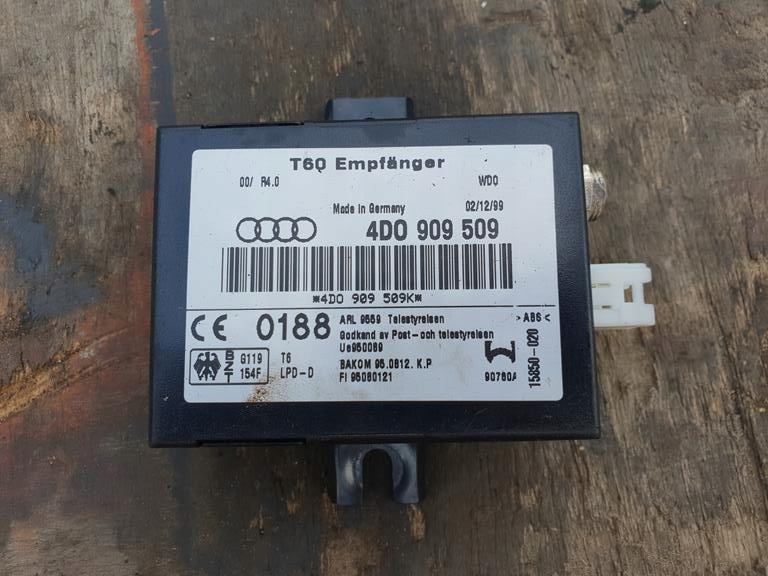 T60 Empfänger
00/ R4.0 WDO
Made in Germany 02/12/99
4D0 909 509
*4D0 909 509K*
CE 0188 ARL 9559 Telestyrelsen >ABS<
Godkand av Post- och telestyrelsen
Ue950089
BZT G119 154F T6 LPD-D
BAKOM 95.0812.K.P
FI 95080121
90760A
15850-020